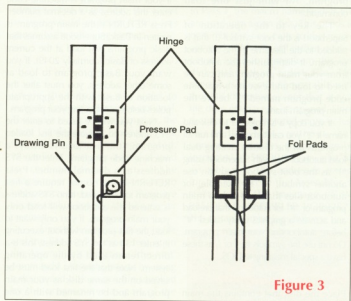 Hinge
Drawing Pin
Pressure Pad
Foil Pads
Figure 3